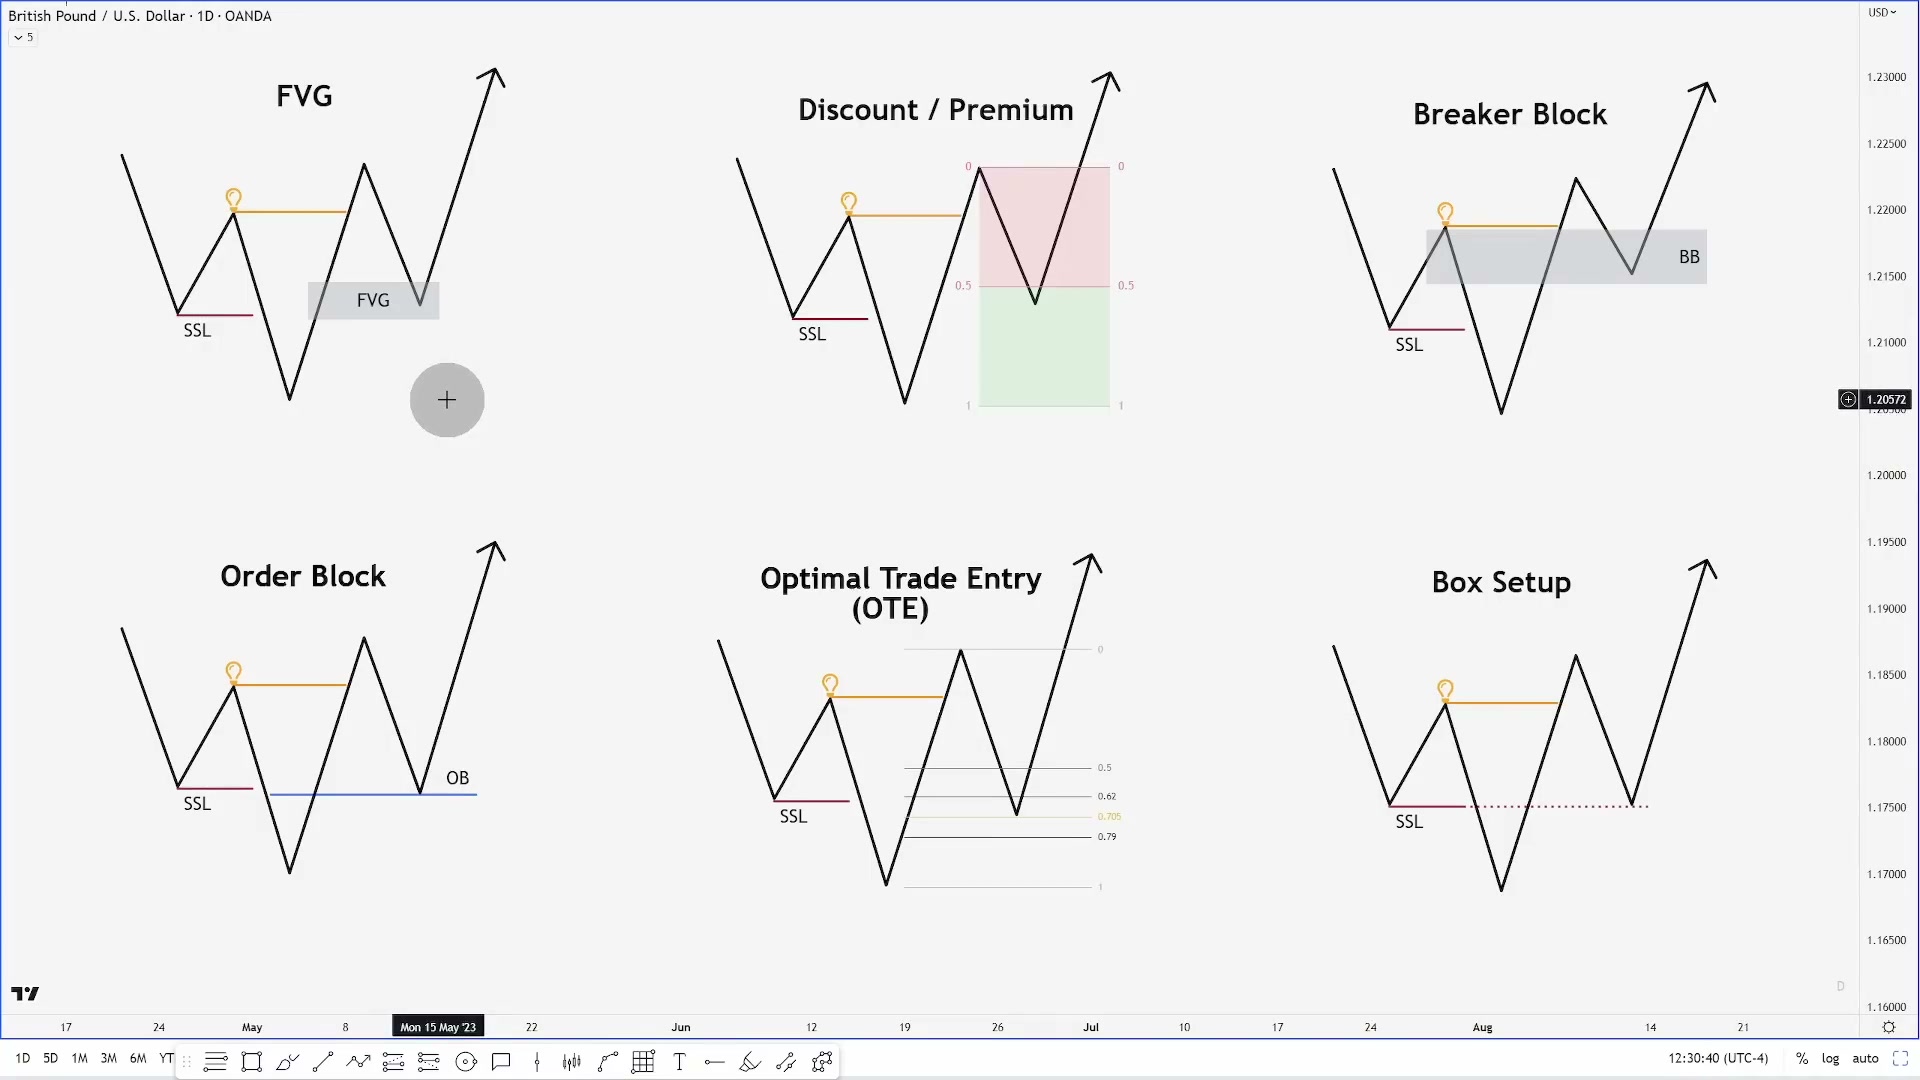 British Pound / U.S. Dollar · 1D · OANDA
5
USD
FVG
SSL
FVG
Discount / Premium
0
0
0.5
0.5
1
1
SSL
Breaker Block
BB
SSL
Order Block
OB
SSL
Optimal Trade Entry
(OTE)
0
0.5
0.62
0.705
0.79
1
SSL
Box Setup
SSL
1.23000
1.22500
1.22000
1.21500
1.21000
1.20572
1.20000
1.19500
1.19000
1.18500
1.18000
1.17500
1.17000
1.16500
1.16000
D
17
24
May
8
Mon 15 May '23
22
Jun
12
19
26
Jul
10
17
24
Aug
14
21
1D
5D
1M
3M
6M
YT
T
12:30:40 (UTC-4)
%
log
auto